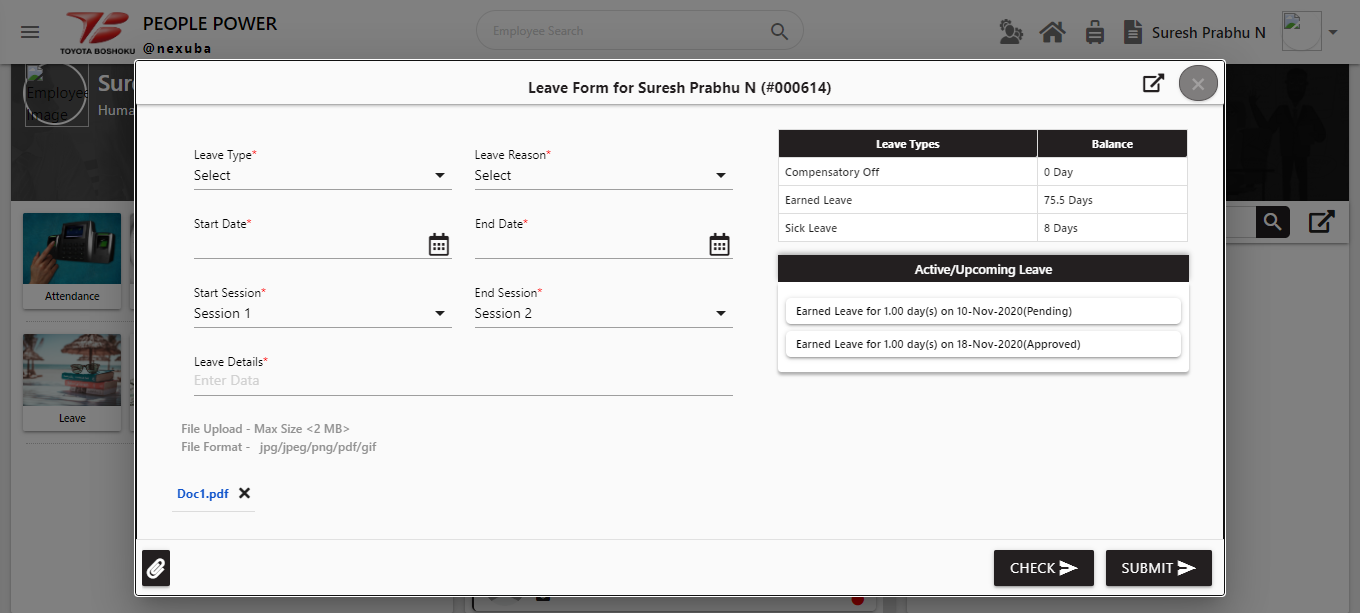 PEOPLE POWER
@nexuba
TOYOTA BOSHOKU
Employee Search
Suresh Prabhu N
Employee
Image
Sur
Huma
Attendance
Leave
Leave Form for Suresh Prabhu N (#000614)
Leave Type*
Select
Leave Reason*
Select
Start Date*
End Date*
Start Session*
Session 1
End Session*
Session 2
Leave Details*
Enter Data
File Upload - Max Size <2 MB>
File Format - jpg/jpeg/png/pdf/gif
Doc1.pdf
Leave Types Balance
Compensatory Off 0 Day
Earned Leave 75.5 Days
Sick Leave 8 Days
Active/Upcoming Leave
Earned Leave for 1.00 day(s) on 10-Nov-2020(Pending)
Earned Leave for 1.00 day(s) on 18-Nov-2020(Approved)
CHECK
SUBMIT